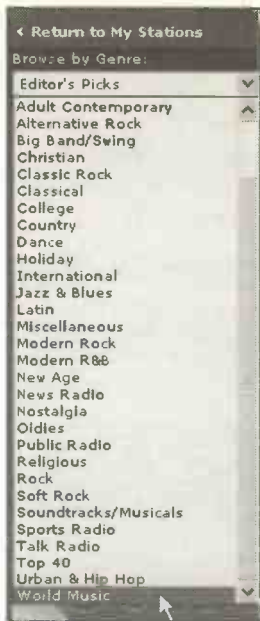 < Return to My Stations
Browse by Genre:
Editor's Picks
Adult Contemporary
Alternative Rock
Big Band/Swing
Christian
Classic Rock
Classical
College
Country
Dance
Holiday
International
Jazz & Blues
Latin
Miscellaneous
Modern Rock
Modern R&B
New Age
News Radio
Nostalgia
Oldies
Public Radio
Religious
Rock
Soft Rock
Soundtracks/Musicals
Sports Radio
Talk Radio
Top 40
Urban & Hip Hop
World Music